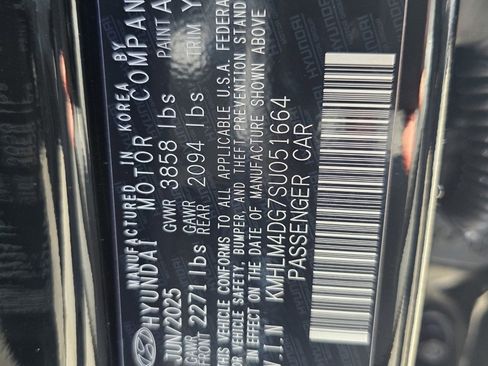 MANUFACTURED IN KOREA BY
HYUNDAI MOTOR COMPAN
JUN/2025 GVWR 3858 lbs PAINT A
GAWR FRONT 2271 lbs GAWR REAR 2094 lbs TRIM Y
THIS VEHICLE CONFORMS TO ALL APPLICABLE U.S.A. FEDERA
OR VEHICLE SAFETY, BUMPER, AND THEFT PREVENTION STAND
IN EFFECT ON THE DATE OF MANUFACTURE SHOWN ABOVE
V.I.N KMHLM4DG7SU051664
PASSENGER CAR